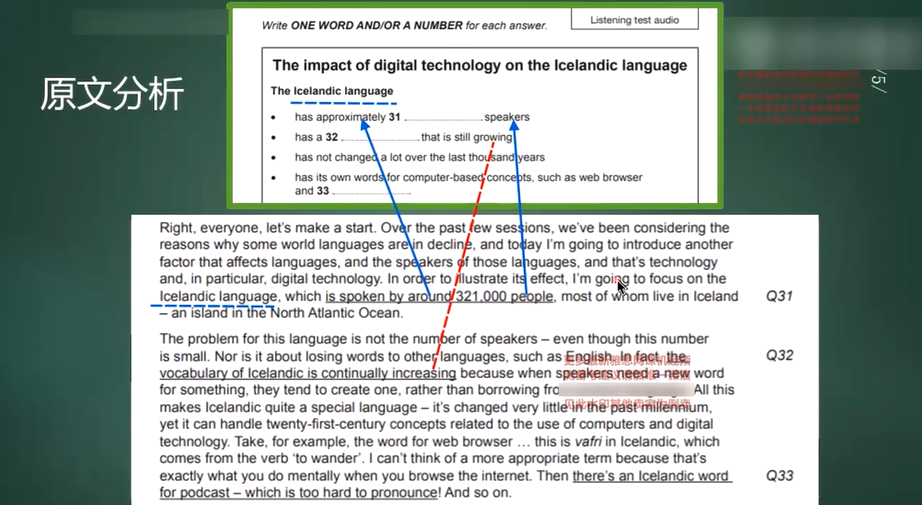 Write ONE WORD AND/OR A NUMBER for each answer.
Listening test audio
原文分析
The impact of digital technology on the Icelandic language
The Icelandic language
• has approximately 31 ........................ speakers
• has a 32 ........................ that is still growing
• has not changed a lot over the last thousand years
• has its own words for computer-based concepts, such as web browser
and 33 ........................
/5/
Right, everyone, let's make a start. Over the past few sessions, we've been considering the
reasons why some world languages are in decline, and today I'm going to introduce another
factor that affects languages, and the speakers of those languages, and that's technology
and, in particular, digital technology. In order to illustrate its effect, I'm going to focus on the
Icelandic language, which is spoken by around 321,000 people, most of whom live in Iceland Q31
– an island in the North Atlantic Ocean.
The problem for this language is not the number of speakers – even though this number
is small. Nor is it about losing words to other languages, such as English. In fact, the Q32
vocabulary of Icelandic is continually increasing because when speakers need a new word
for something, they tend to create one, rather than borrowing All this
makes Icelandic quite a special language – it's changed very little in the past millennium,
yet it can handle twenty-first-century concepts related to the use of computers and digital
technology. Take, for example, the word for web browser … this is vafri in Icelandic, which
comes from the verb 'to wander'. I can't think of a more appropriate term because that's
exactly what you do mentally when you browse the internet. Then there's an Icelandic word Q33
for podcast – which is too hard to pronounce! And so on.